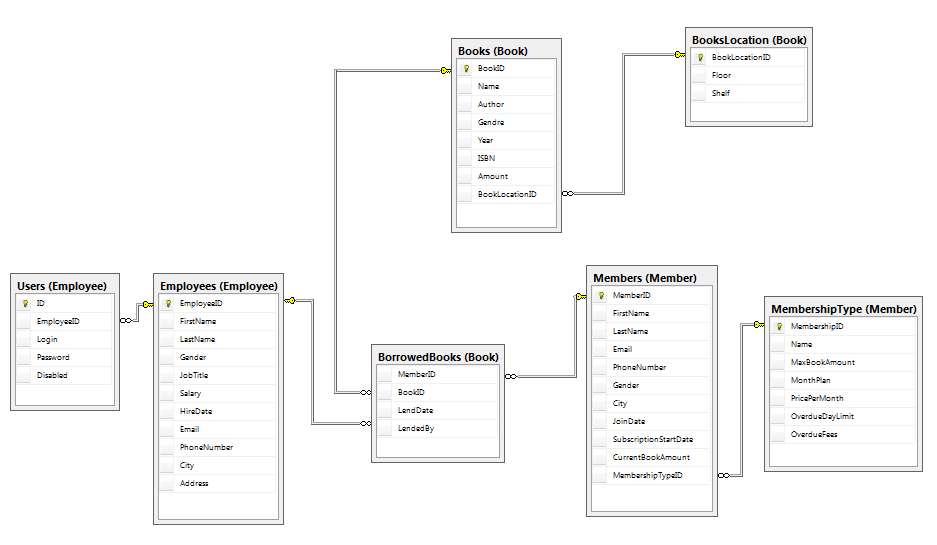 Books (Book)
BookID
Name
Author
Gendre
Year
ISBN
Amount
BookLocationID
BooksLocation (Book)
BookLocationID
Floor
Shelf
Users (Employee)
ID
EmployeeID
Login
Password
Disabled
Employees (Employee)
EmployeeID
FirstName
LastName
Gender
JobTitle
Salary
HireDate
Email
PhoneNumber
City
Address
BorrowedBooks (Book)
MemberID
BookID
LendDate
LendedBy
Members (Member)
MemberID
FirstName
LastName
Email
PhoneNumber
Gender
City
JoinDate
SubscriptionStartDate
CurrentBookAmount
MembershipTypeID
MembershipType (Member)
MembershipID
Name
MaxBookAmount
MonthPlan
PricePerMonth
OverdueDayLimit
OverdueFees